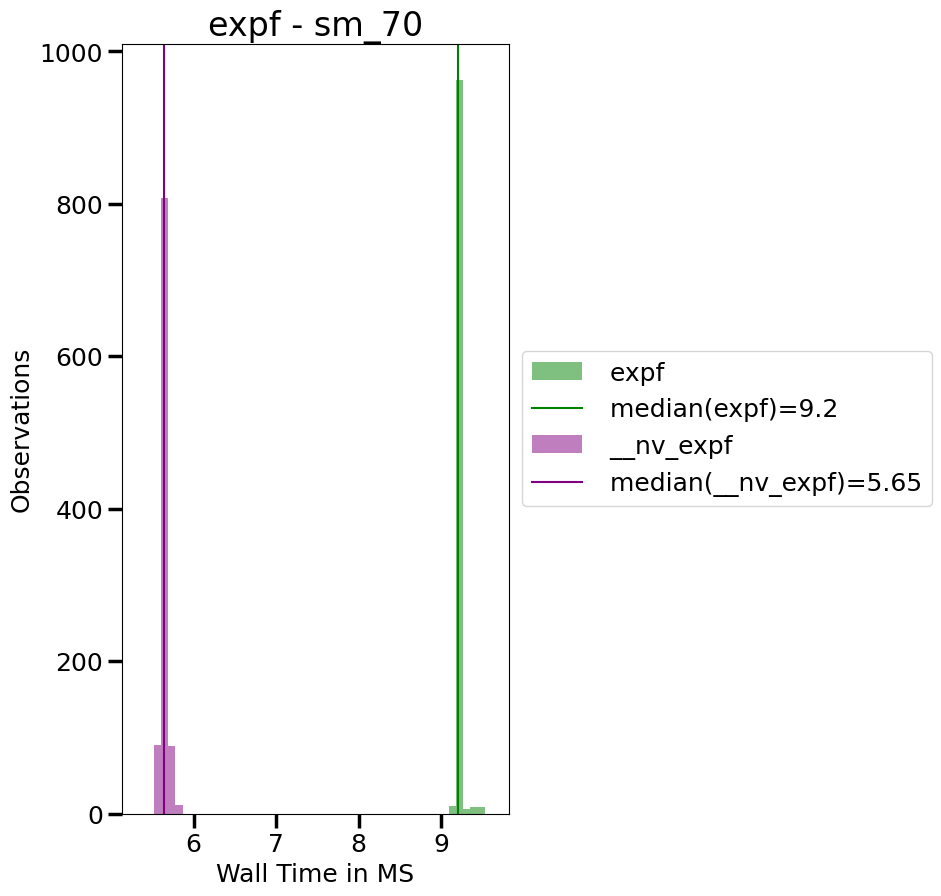 expf - sm_70
1000
800
600
400
200
0
Observations
6 7 8 9
Wall Time in MS
expf
median(expf)=9.2
__nv_expf
median(__nv_expf)=5.65